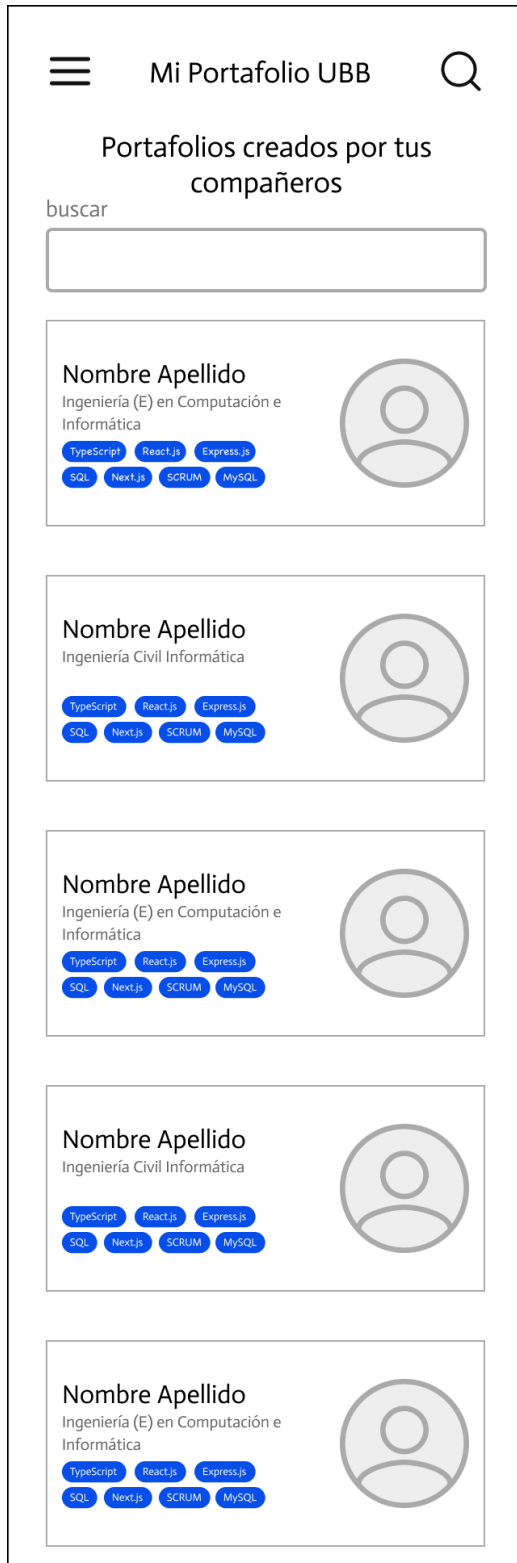 Mi Portafolio UBB
Portafolios creados por tus
compañeros
buscar
Nombre Apellido
Ingeniería (E) en Computación e
Informática
TypeScript React.js Express.js
SQL Next.js SCRUM MySQL
Nombre Apellido
Ingeniería Civil Informática
TypeScript React.js Express.js
SQL Next.js SCRUM MySQL
Nombre Apellido
Ingeniería (E) en Computación e
Informática
TypeScript React.js Express.js
SQL Next.js SCRUM MySQL
Nombre Apellido
Ingeniería Civil Informática
TypeScript React.js Express.js
SQL Next.js SCRUM MySQL
Nombre Apellido
Ingeniería (E) en Computación e
Informática
TypeScript React.js Express.js
SQL Next.js SCRUM MySQL